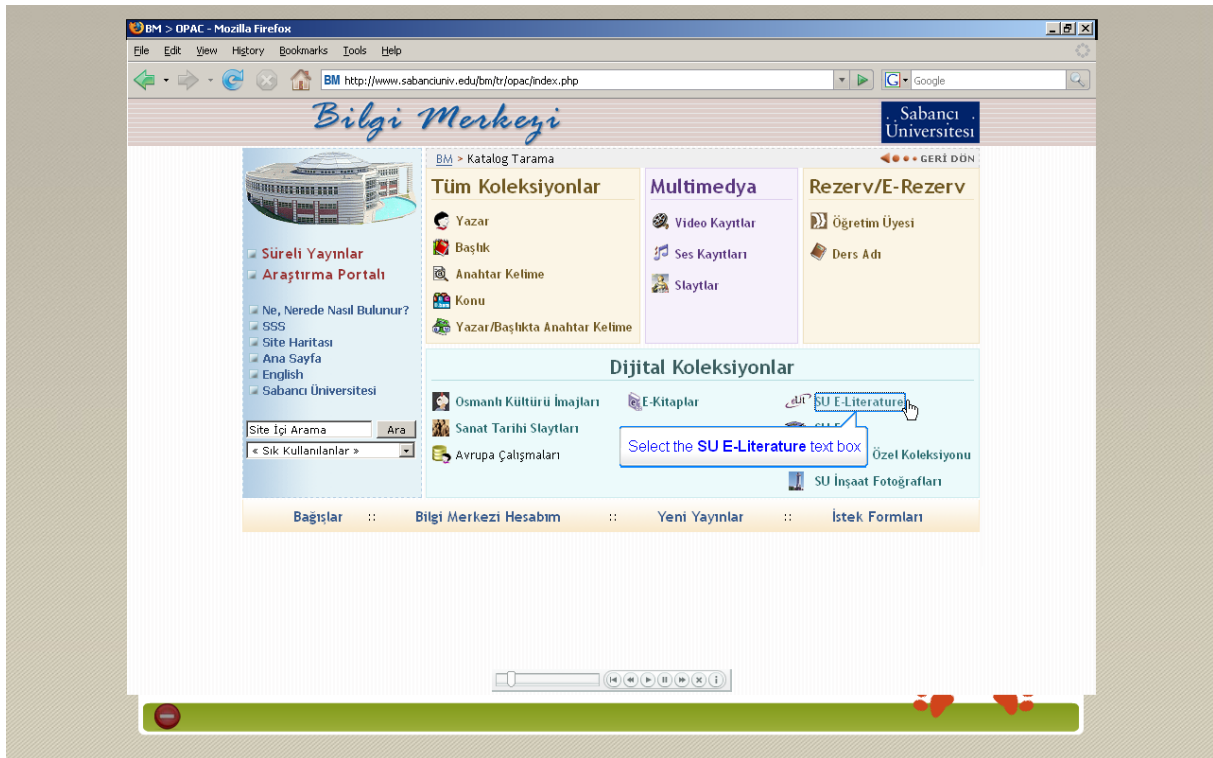 BM > OPAC - Mozilla Firefox
File Edit View History Bookmarks Tools Help
BM http://www.sabanciuniv.edu/bm/tr/opac/index.php
Google
Bilgi Merkezi
. Sabancı .
Üniversitesi
BM > Katalog Tarama
GERİ DÖN
Tüm Koleksiyonlar
Yazar
Başlık
Anahtar Kelime
Konu
Yazar/Başlıkta Anahtar Kelime
Multimedya
Video Kayıtlar
Ses Kayıtları
Slaytlar
Rezerv/E-Rezerv
Öğretim Üyesi
Ders Adı
Süreli Yayınlar
Araştırma Portalı
Ne, Nerede Nasıl Bulunur?
SSS
Site Haritası
Ana Sayfa
English
Sabancı Üniversitesi
Site İçi Arama Ara
« Sık Kullanılanlar »
Dijital Koleksiyonlar
Osmanlı Kültürü İmajları
Sanat Tarihi Slaytları
Avrupa Çalışmaları
E-Kitaplar
SU E-Literature
Select the SU E-Literature text box
Özel Koleksiyonu
SU İnşaat Fotoğrafları
Bağışlar :: Bilgi Merkezi Hesabım :: Yeni Yayınlar :: İstek Formları